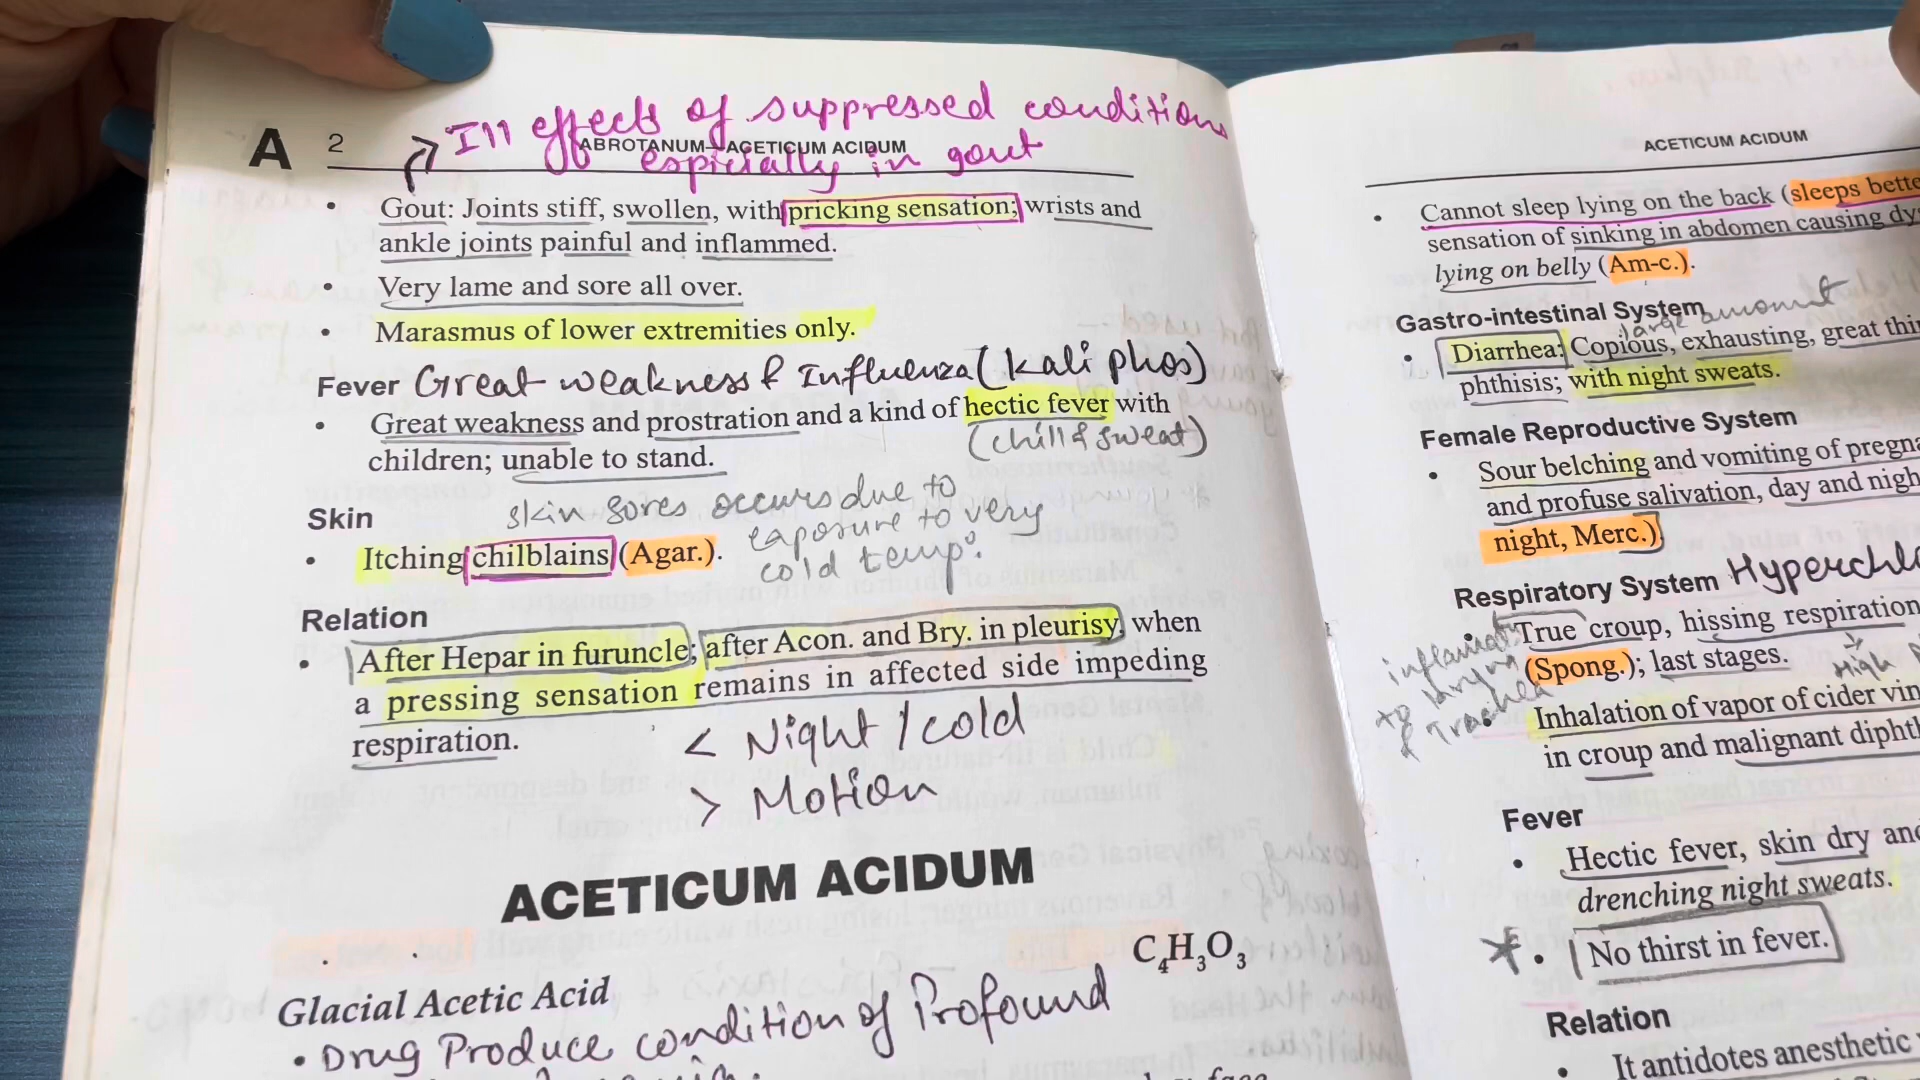 A 2 ABROTANUM—ACETICUM ACIDUM
Ill effects of suppressed conditions
espicially in gout
• Gout: Joints stiff, swollen, with pricking sensation; wrists and
ankle joints painful and inflammed.
• Very lame and sore all over.
• Marasmus of lower extremities only.
Fever Great weakness & Influenza (Kali phos)
• Great weakness and prostration and a kind of hectic fever with
(chill & sweat)
children; unable to stand.
Skin
skin sores occurs due to
exposure to very
cold temp.
• Itching chilblains (Agar.).
Relation
• After Hepar in furuncle; after Acon. and Bry. in pleurisy, when
a pressing sensation remains in affected side impeding
respiration.
< Night / cold
> Motion
ACETICUM ACIDUM
C4H3O3
Glacial Acetic Acid
• Drug Produce condition of Profound
face
ACETICUM ACIDUM
• Cannot sleep lying on the back (sleeps bette
sensation of sinking in abdomen causing dy
lying on belly (Am-c.).
Gastro-intestinal System
large amount
• Diarrhea: Copious, exhausting, great thi
phthisis; with night sweats.
Female Reproductive System
• Sour belching and vomiting of pregna
and profuse salivation, day and nigh
night, Merc.).
Respiratory System Hyperchl
• True croup, hissing respiration
(Spong.); last stages.
High
& Trachea
• Inhalation of vapor of cider vin
in croup and malignant diphth
Fever
• Hectic fever, skin dry and
drenching night sweats.
• No thirst in fever.
Relation
• It antidotes anesthetic